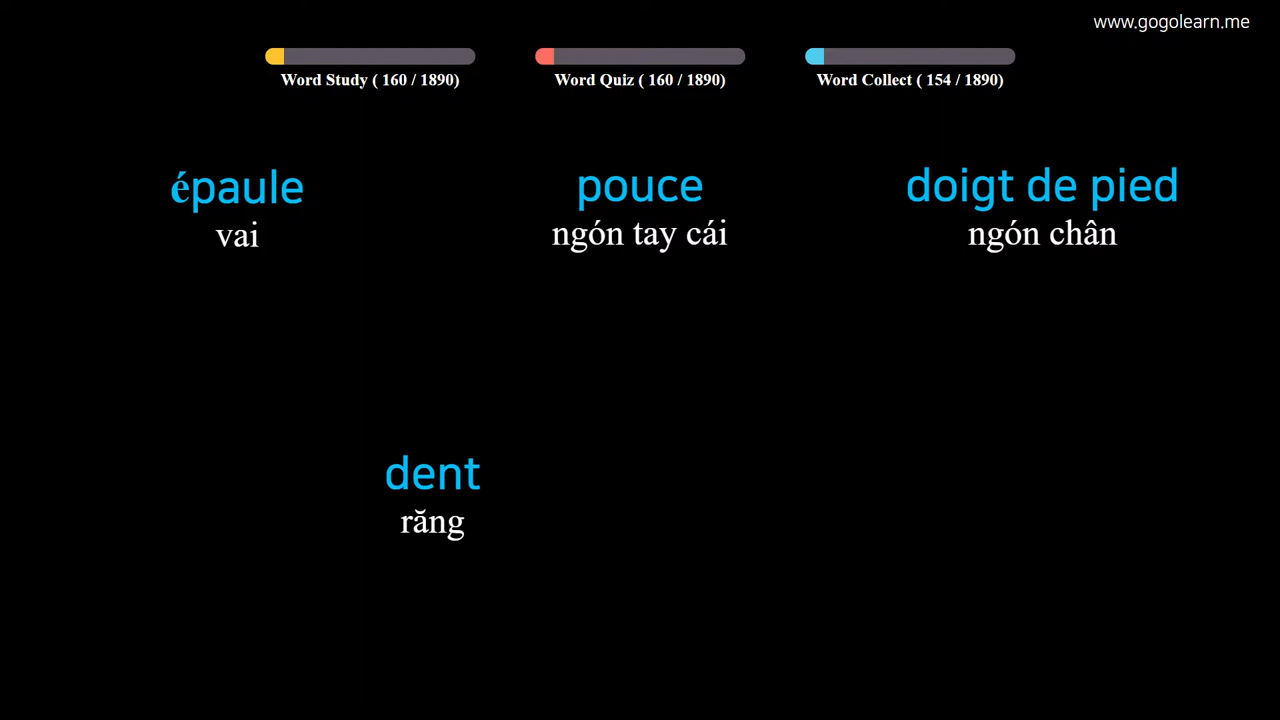 www.gogolearn.me
Word Study ( 160 / 1890)
Word Quiz ( 160 / 1890)
Word Collect ( 154 / 1890)
épaule
vai
pouce
ngón tay cái
doigt de pied
ngón chân
dent
răng